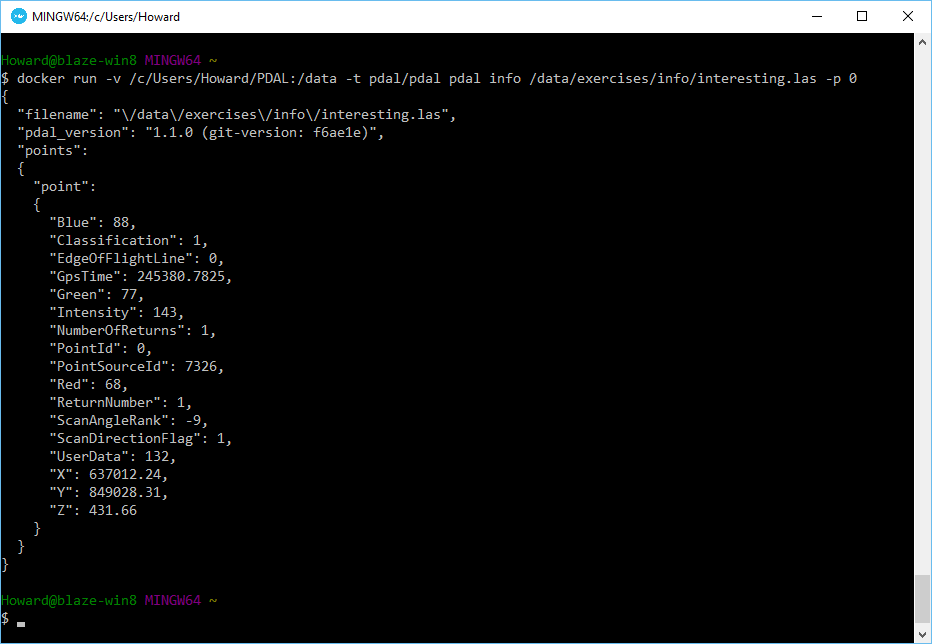 MINGW64:/c/Users/Howard
Howard@blaze-win8 MINGW64 ~
$ docker run -v /c/Users/Howard/PDAL:/data -t pdal/pdal pdal info /data/exercises/info/interesting.las -p 0
{
  "filename": "\/data\/exercises\/info\/interesting.las",
  "pdal_version": "1.1.0 (git-version: f6ae1e)",
  "points":
  {
    "point":
    {
      "Blue": 88,
      "Classification": 1,
      "EdgeOfFlightLine": 0,
      "GpsTime": 245380.7825,
      "Green": 77,
      "Intensity": 143,
      "NumberOfReturns": 1,
      "PointId": 0,
      "PointSourceId": 7326,
      "Red": 68,
      "ReturnNumber": 1,
      "ScanAngleRank": -9,
      "ScanDirectionFlag": 1,
      "UserData": 132,
      "X": 637012.24,
      "Y": 849028.31,
      "Z": 431.66
    }
  }
}
Howard@blaze-win8 MINGW64 ~
$